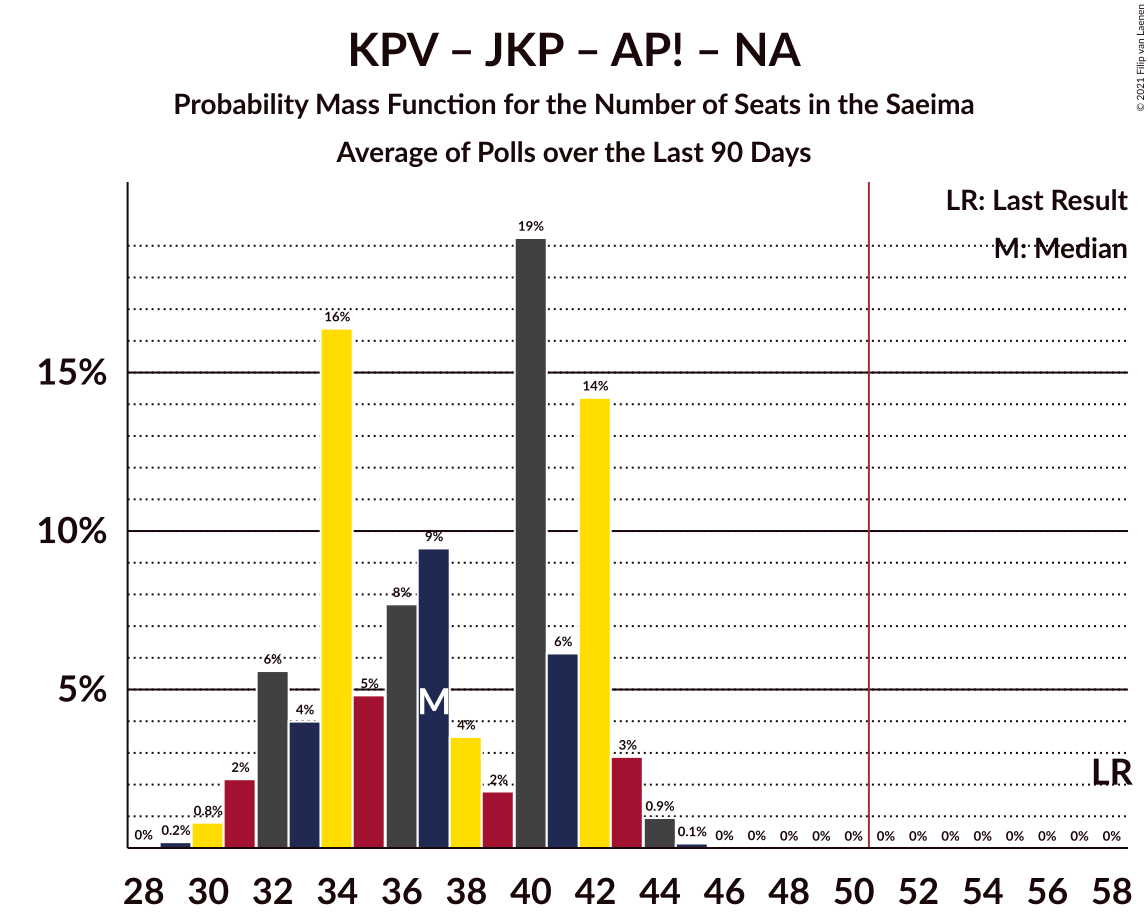 KPV – JKP – AP! – NA
Probability Mass Function for the Number of Seats in the Saeima
Average of Polls over the Last 90 Days
© 2021 Filip van Laenen
LR: Last Result
M: Median
19%
16%
15%
14%
10%
9%
8%
6%
6%
5%
5%
M
4%
4%
3%
LR
2%
2%
0.8%
0.9%
0% 0.2% 0.1% 0% 0% 0% 0% 0% 0% 0% 0% 0% 0% 0% 0% 0%
28 30 32 34 36 38 40 42 44 46 48 50 52 54 56 58